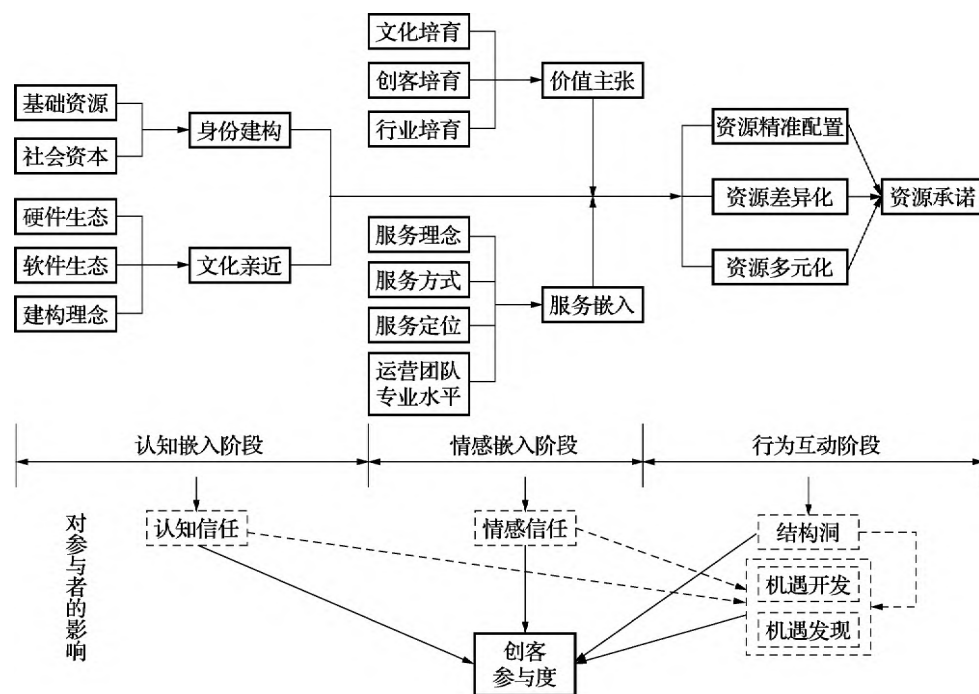 文化培育
创客培育
行业培育
价值主张
基础资源
社会资本
身份建构
硬件生态
软件生态
建构理念
文化亲近
服务理念
服务方式
服务定位
运营团队
专业水平
服务嵌入
资源精准配置
资源差异化
资源多元化
资源承诺
认知嵌入阶段
情感嵌入阶段
行为互动阶段
对参与者的影响
认知信任
情感信任
结构洞
机遇开发
机遇发现
创客
参与度